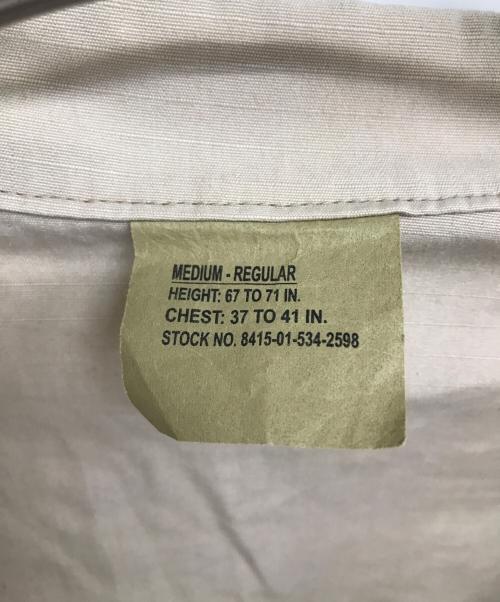 MEDIUM - REGULAR
HEIGHT: 67 TO 71 IN.
CHEST: 37 TO 41 IN.
STOCK NO. 8415-01-534-2598